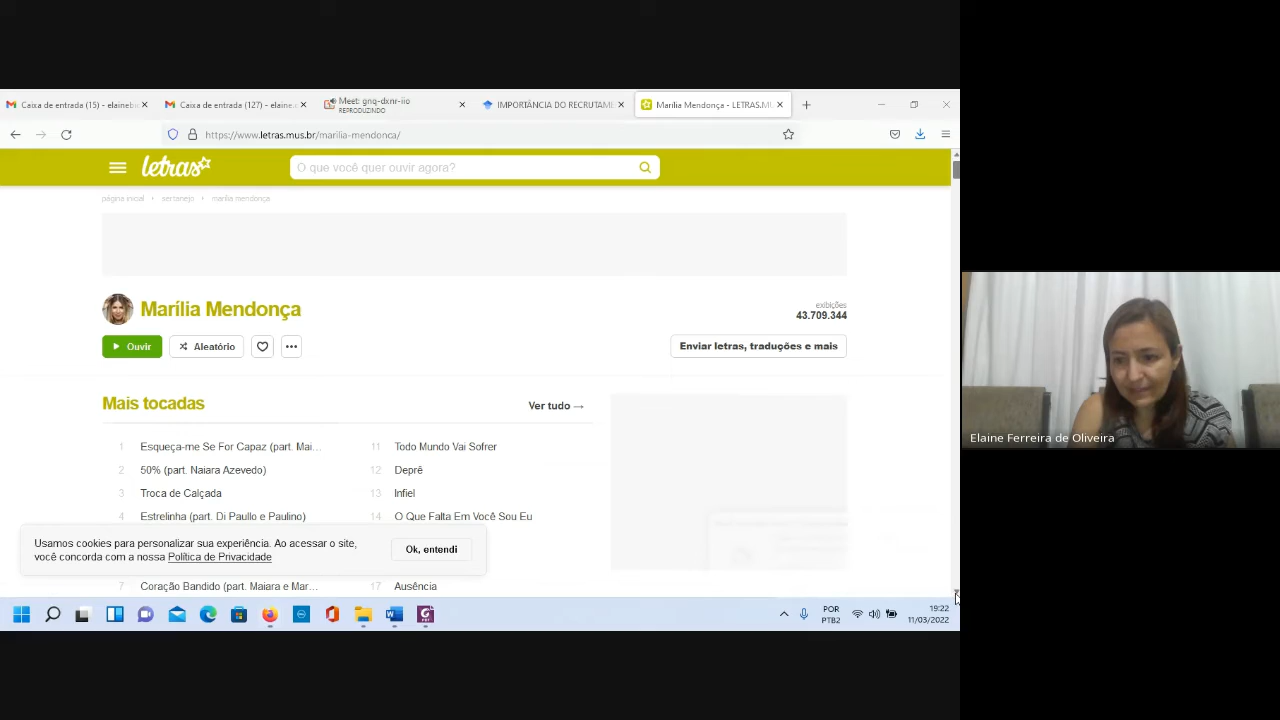 Caixa de entrada (15) - elainebi
Caixa de entrada (127) - elaine.
Meet: gnq-dxnr-iio
REPRODUZINDO
IMPORTÂNCIA DO RECRUTAME
Marília Mendonça - LETRAS.MU
https://www.letras.mus.br/marilia-mendonca/
letras
O que você quer ouvir agora?
página inicial
sertanejo
marília mendonça
Marília Mendonça
exibições
43.709.344
Ouvir
Aleatório
Enviar letras, traduções e mais
Mais tocadas
Ver tudo →
1 Esqueça-me Se For Capaz (part. Mai...
11 Todo Mundo Vai Sofrer
2 50% (part. Naiara Azevedo)
12 Deprê
3 Troca de Calçada
13 Infiel
4 Estrelinha (part. Di Paullo e Paulino)
14 O Que Falta Em Você Sou Eu
Usamos cookies para personalizar sua experiência. Ao acessar o site,
você concorda com a nossa Política de Privacidade
Ok, entendi
7 Coração Bandido (part. Maiara e Mar...
17 Ausência
POR
PTB2
19:22
11/03/2022
Elaine Ferreira de Oliveira